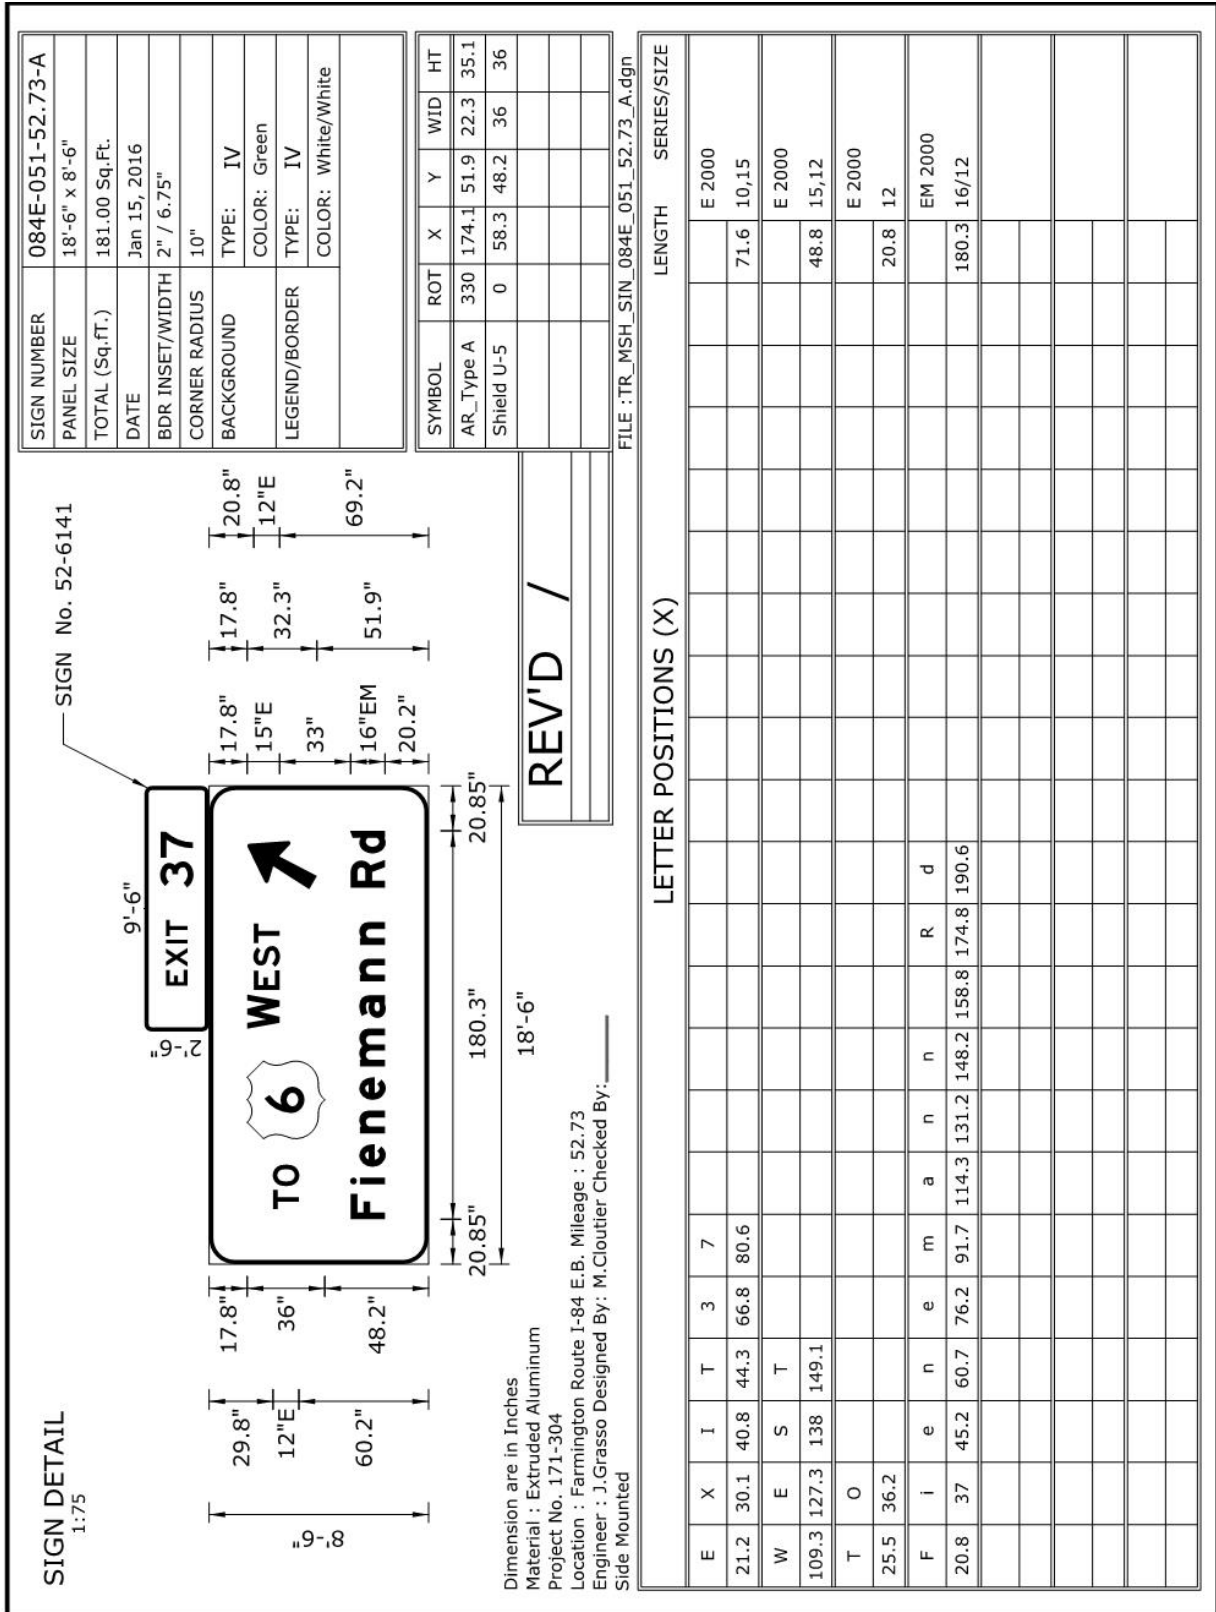 SIGN DETAIL
1:75
SIGN No. 52-6141
9'-6"
2'-6"
EXIT 37
TO 6 WEST
Fienemann Rd
8'-6"
29.8"
12"E
60.2"
17.8"
36"
48.2"
17.8"
15"E
33"
16"EM
20.2"
17.8"
32.3"
51.9"
20.8"
12"E
69.2"
20.85" 180.3" 20.85"
18'-6"
Dimension are in Inches
Material : Extruded Aluminum
Project No. 171-304
Location : Farmington Route I-84 E.B. Mileage : 52.73
Engineer : J.Grasso Designed By: M.Cloutier Checked By:
Side Mounted
REV'D /
SIGN NUMBER 084E-051-52.73-A
PANEL SIZE 18'-6" x 8'-6"
TOTAL (Sq.fT.) 181.00 Sq.Ft.
DATE Jan 15, 2016
BDR INSET/WIDTH 2" / 6.75"
CORNER RADIUS 10"
BACKGROUND TYPE: IV
COLOR: Green
LEGEND/BORDER TYPE: IV
COLOR: White/White
SYMBOL ROT X Y WID HT
AR_Type A 330 174.1 51.9 22.3 35.1
Shield U-5 0 58.3 48.2 36 36
FILE :TR_MSH_SIN_084E_051_52.73_A.dgn
LETTER POSITIONS (X) LENGTH SERIES/SIZE
E X I T 3 7 E 2000
21.2 30.1 40.8 44.3 66.8 80.6 71.6 10,15
W E S T E 2000
109.3 127.3 138 149.1 48.8 15,12
T O E 2000
25.5 36.2 20.8 12
F i e n e m a n n R d EM 2000
20.8 37 45.2 60.7 76.2 91.7 114.3 131.2 148.2 158.8 174.8 190.6 180.3 16/12